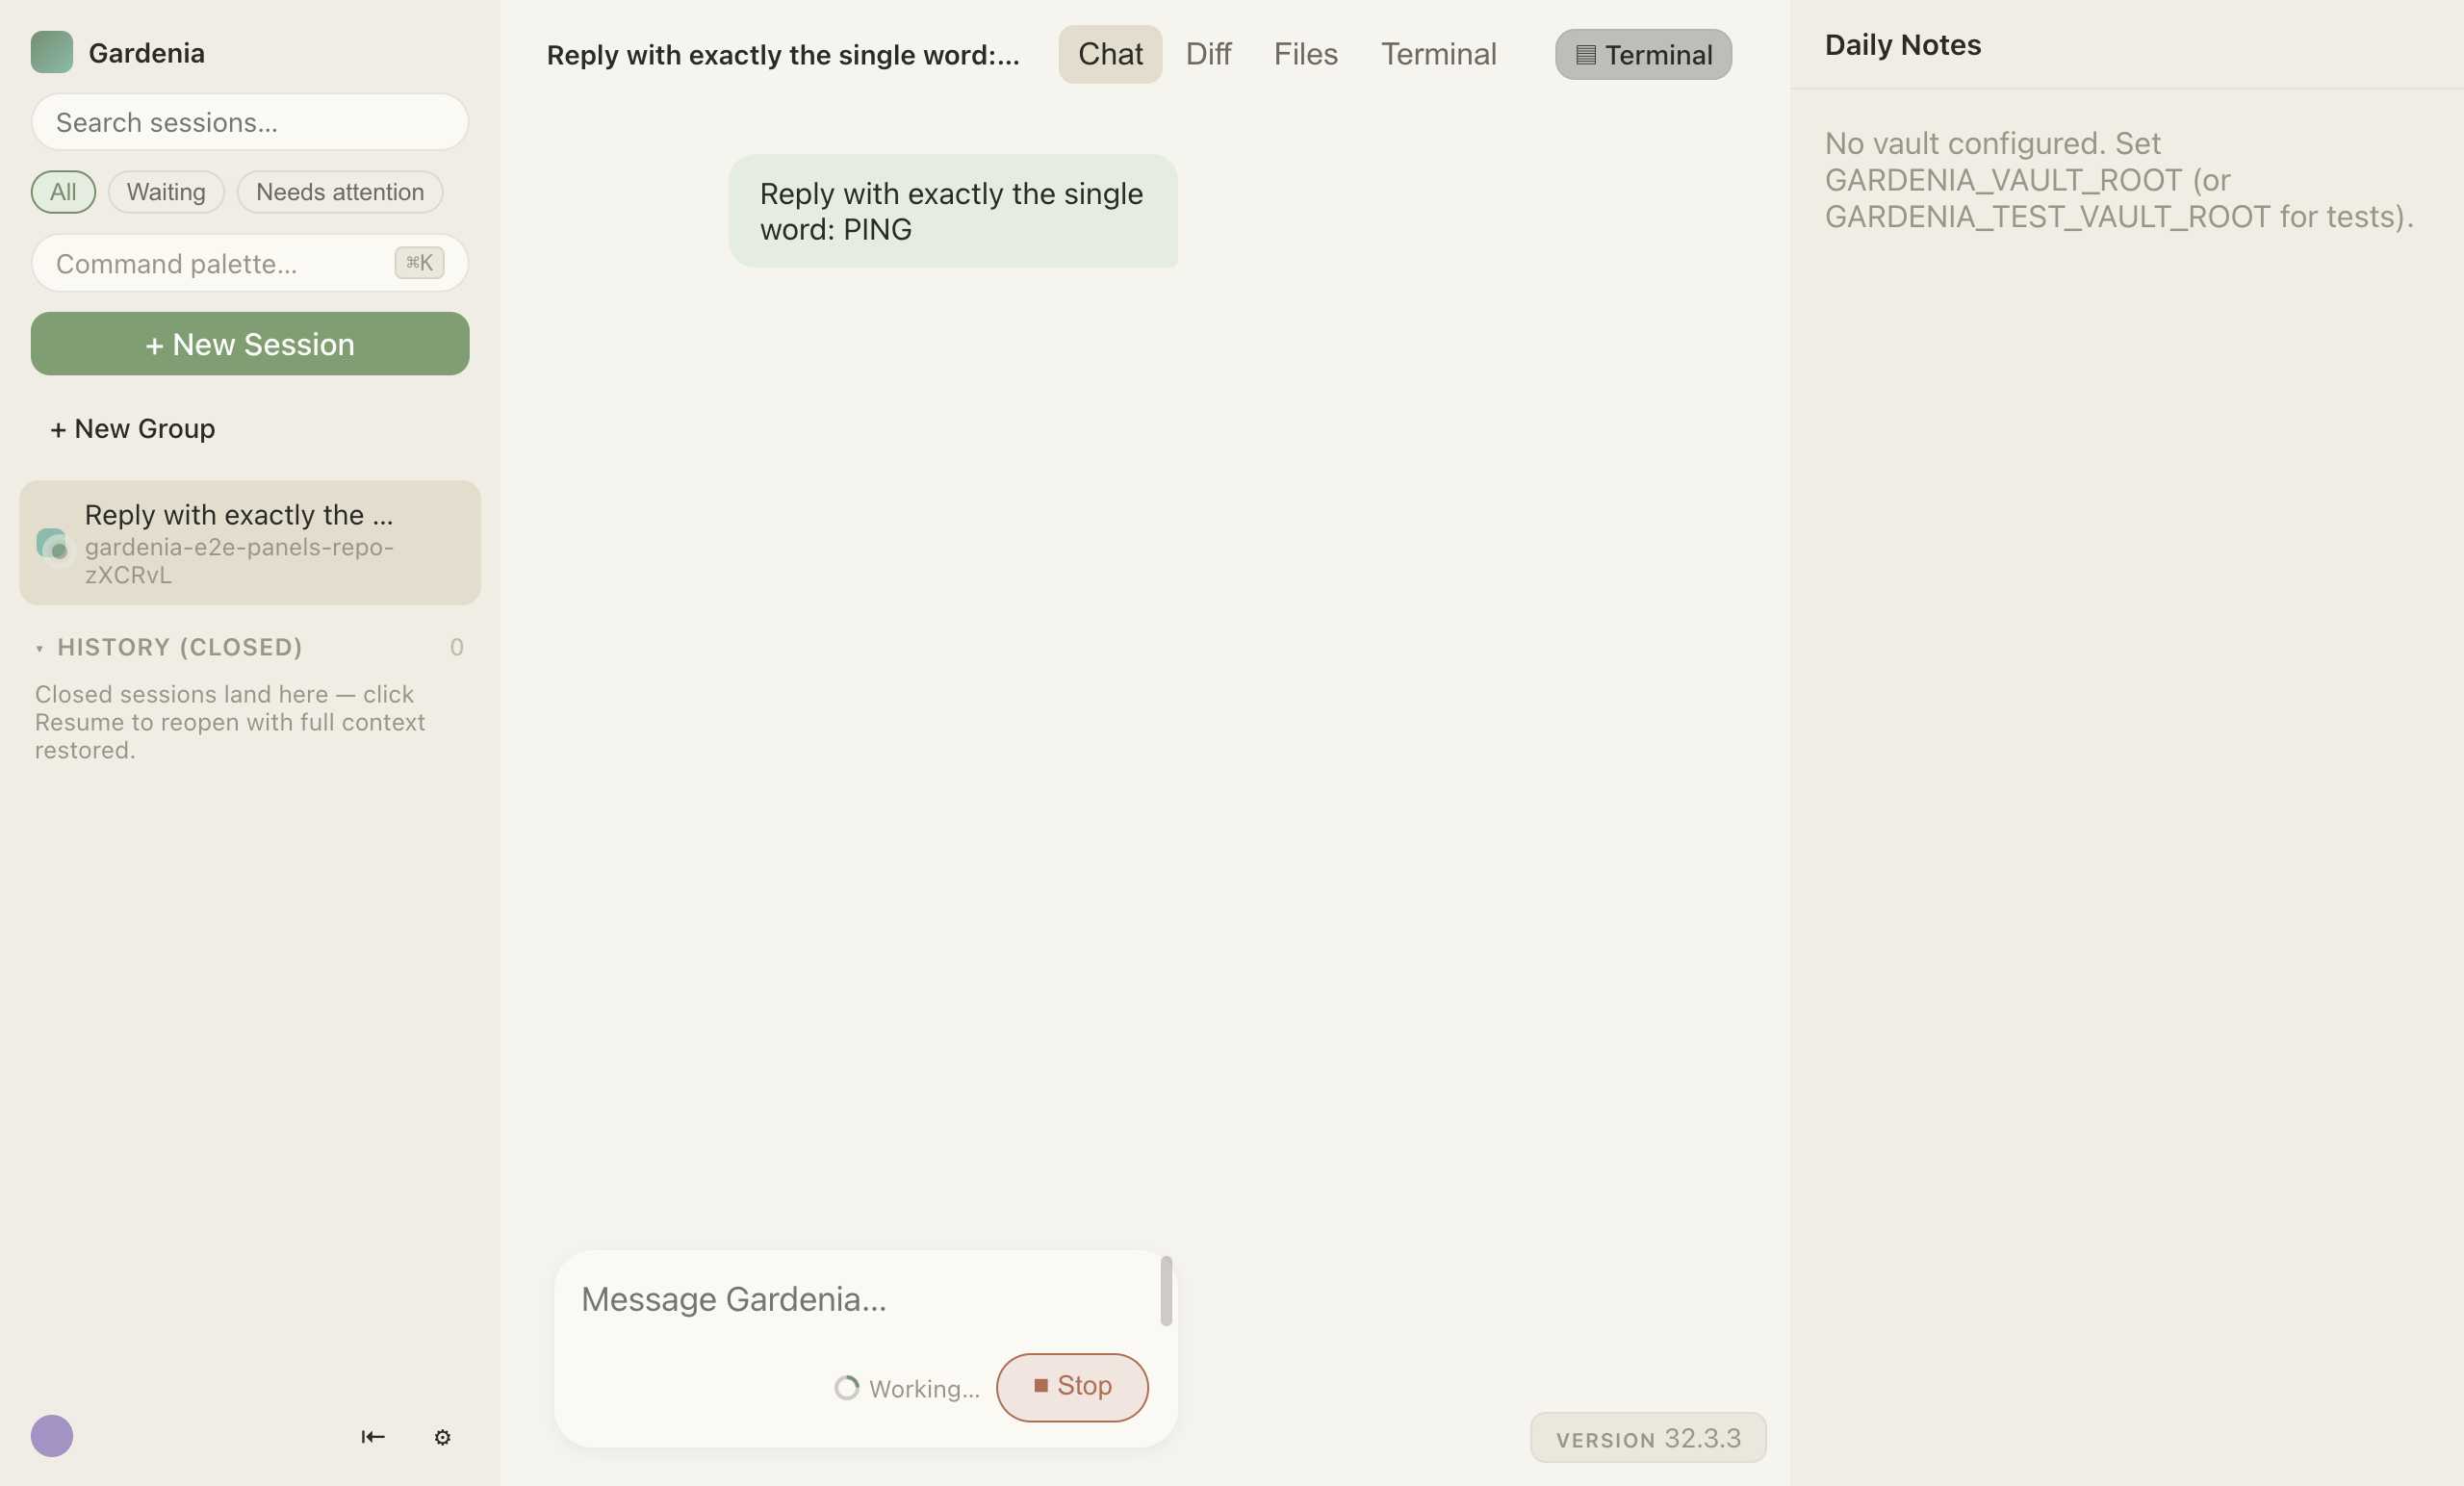 Gardenia
Search sessions...
All
Waiting
Needs attention
Command palette...
⌘K
+ New Session
+ New Group
Reply with exactly the ...
gardenia-e2e-panels-repo-
zXCRvL
▾ HISTORY (CLOSED) 0
Closed sessions land here — click
Resume to reopen with full context
restored.
Reply with exactly the single word:...
Chat
Diff
Files
Terminal
Terminal
Reply with exactly the single
word: PING
Message Gardenia...
Working...
Stop
VERSION 32.3.3
Daily Notes
No vault configured. Set
GARDENIA_VAULT_ROOT (or
GARDENIA_TEST_VAULT_ROOT for tests).